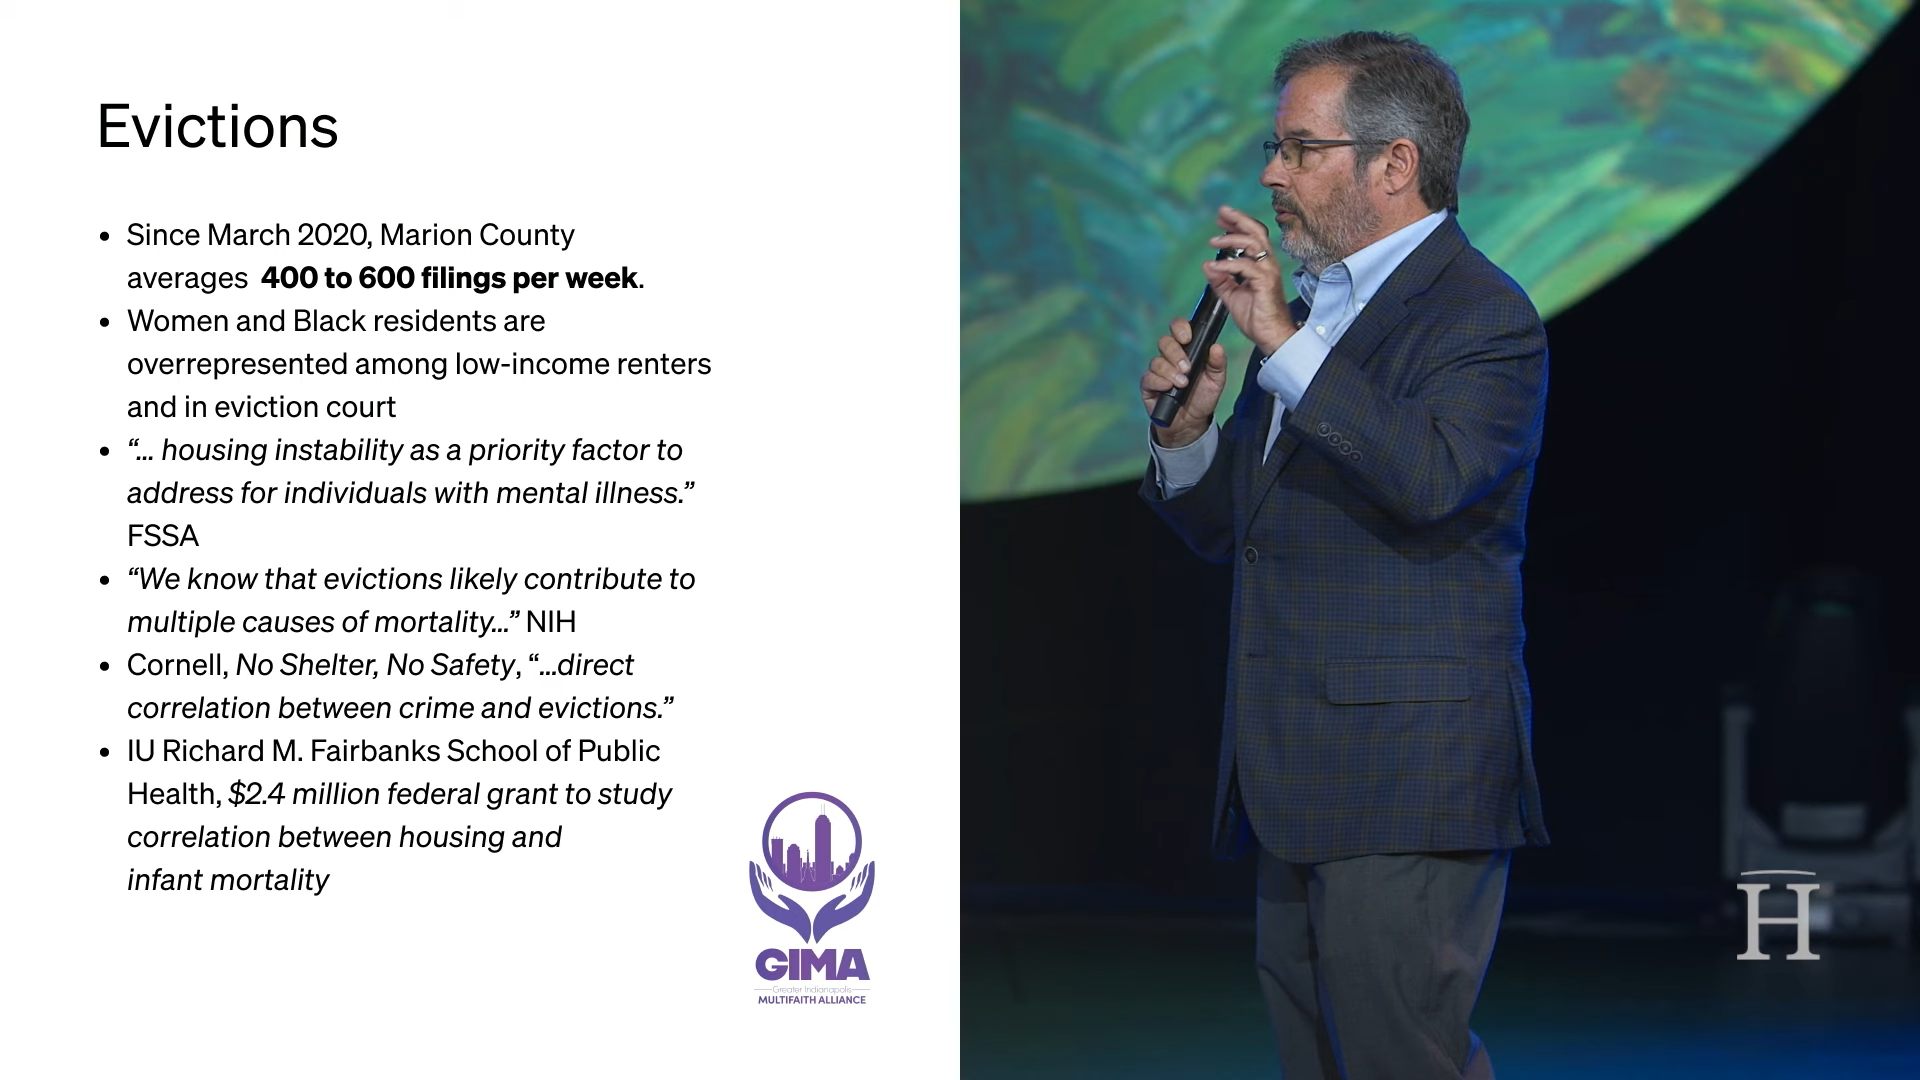 Evictions
• Since March 2020, Marion County
averages 400 to 600 filings per week.
• Women and Black residents are
overrepresented among low-income renters
and in eviction court
• “... housing instability as a priority factor to
address for individuals with mental illness.”
FSSA
• “We know that evictions likely contribute to
multiple causes of mortality...” NIH
• Cornell, No Shelter, No Safety, “...direct
correlation between crime and evictions.”
• IU Richard M. Fairbanks School of Public
Health, $2.4 million federal grant to study
correlation between housing and
infant mortality
GIMA
Greater Indianapolis
MULTIFAITH ALLIANCE
H